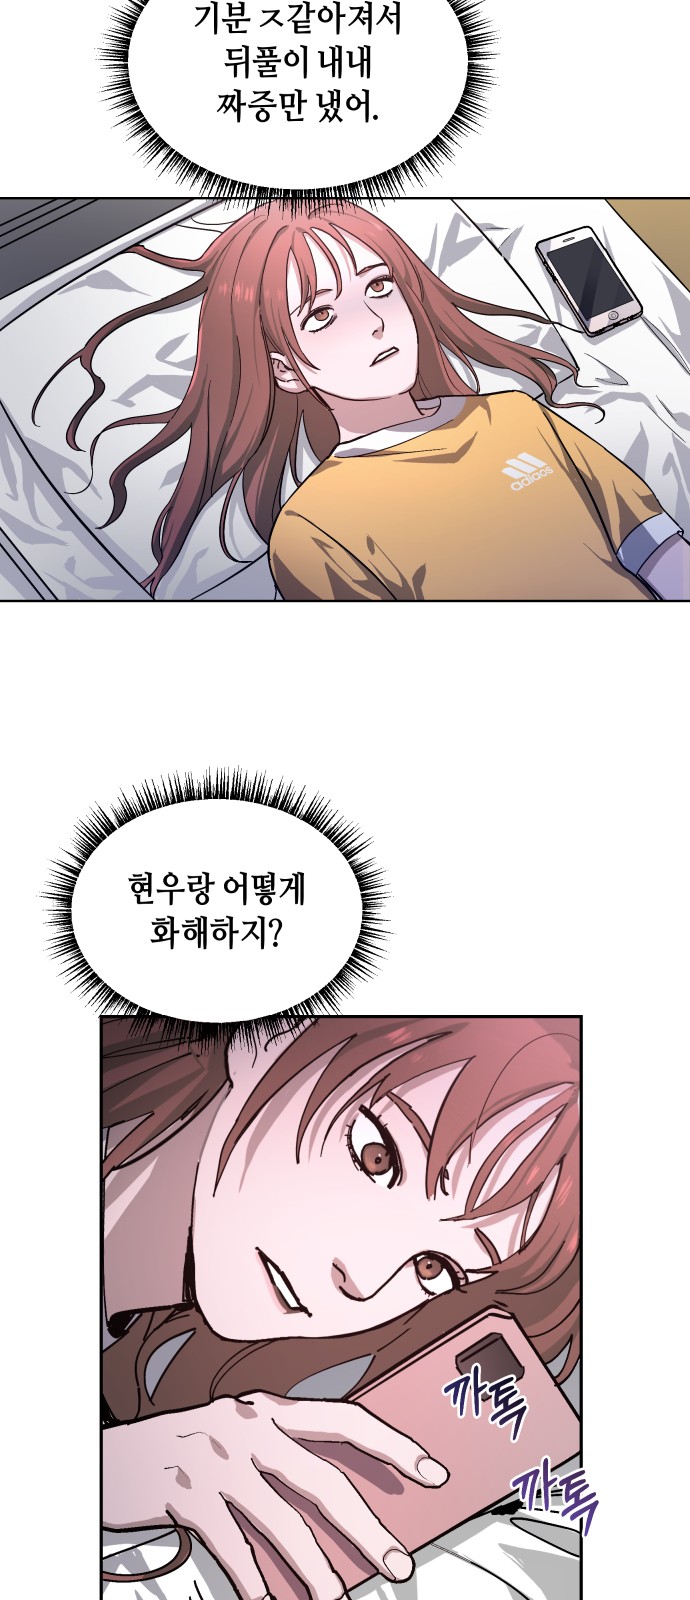 기분 ㅈ같아져서
뒤풀이 내내
짜증만 냈어.
adiaos
현우랑 어떻게
화해하지?
까톡
까톡